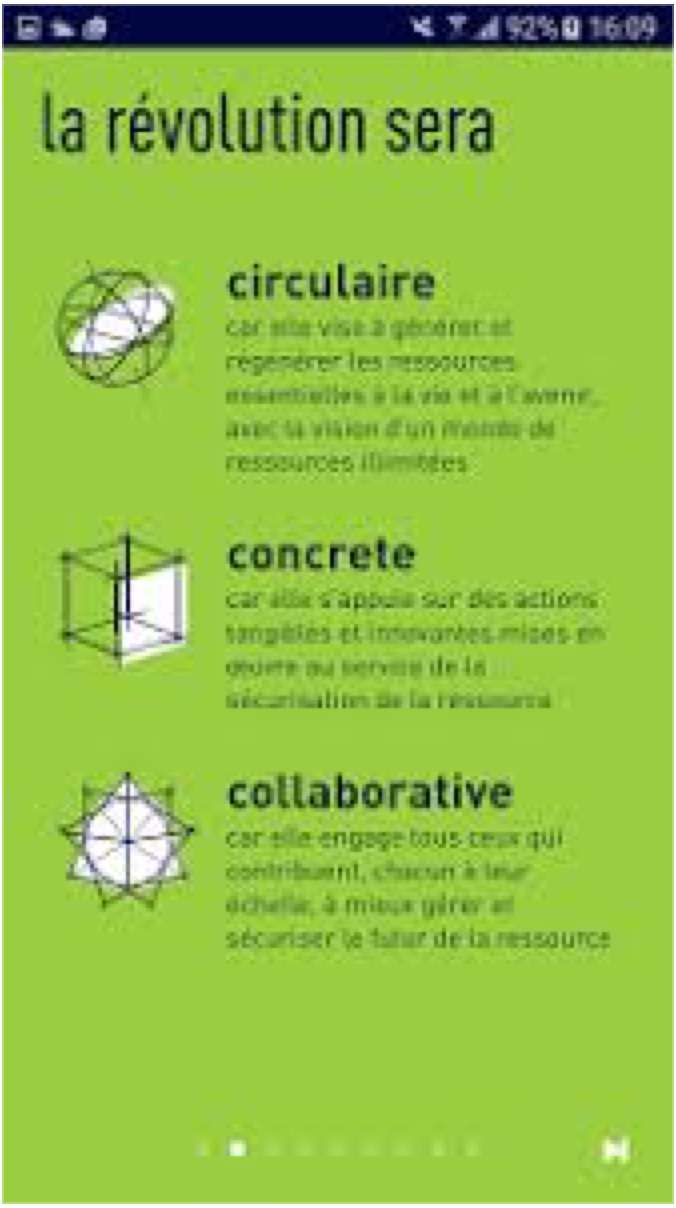 92% 16:09
la révolution sera
circulaire
car elle vise à générer et
régénérer les ressources
essentielles à la vie et à l'avenir,
avec la vision d'un monde de
ressources illimitées
concrete
car elle s'appuie sur des actions
tangibles et innovantes mises en
œuvre au service de la
sécurisation de la ressource
collaborative
car elle engage tous ceux qui
contribuent, chacun à leur
échelle, à mieux gérer et
sécuriser le futur de la ressource